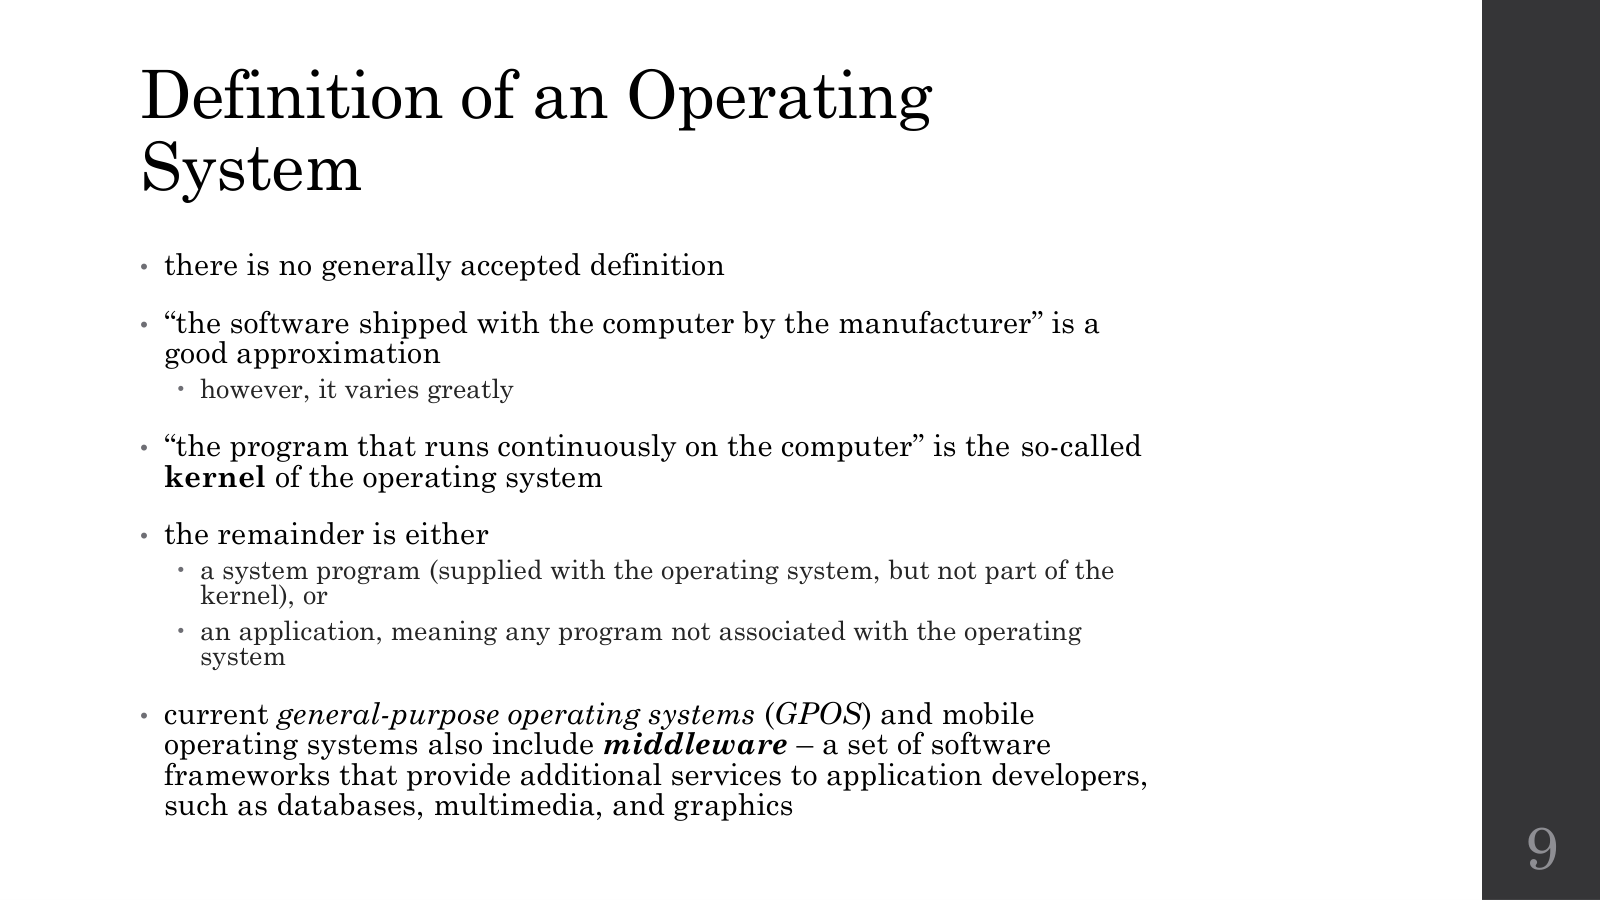 Definition of an Operating
System
• there is no generally accepted definition
• “the software shipped with the computer by the manufacturer” is a
good approximation
• however, it varies greatly
• “the program that runs continuously on the computer” is the so-called
kernel of the operating system
• the remainder is either
• a system program (supplied with the operating system, but not part of the
kernel), or
• an application, meaning any program not associated with the operating
system
• current general-purpose operating systems (GPOS) and mobile
operating systems also include middleware – a set of software
frameworks that provide additional services to application developers,
such as databases, multimedia, and graphics
9